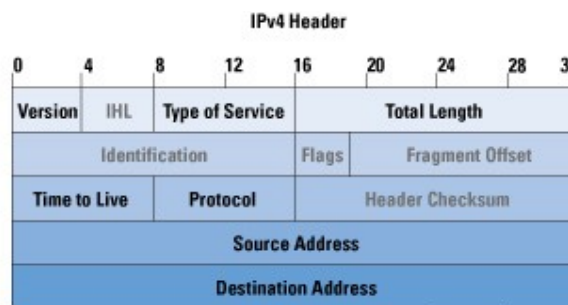 IPv4 Header
0 4 8 12 16 20 24 28 3
Version IHL Type of Service Total Length
Identification Flags Fragment Offset
Time to Live Protocol Header Checksum
Source Address
Destination Address